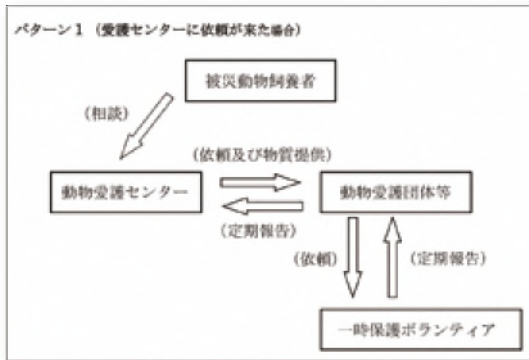 パターン1（愛護センターに依頼が来た場合）
被災動物飼養者
（相談）
（依頼及び物質提供）
動物愛護センター
動物愛護団体等
（定期報告）
（依頼）
（定期報告）
一時保護ボランティア